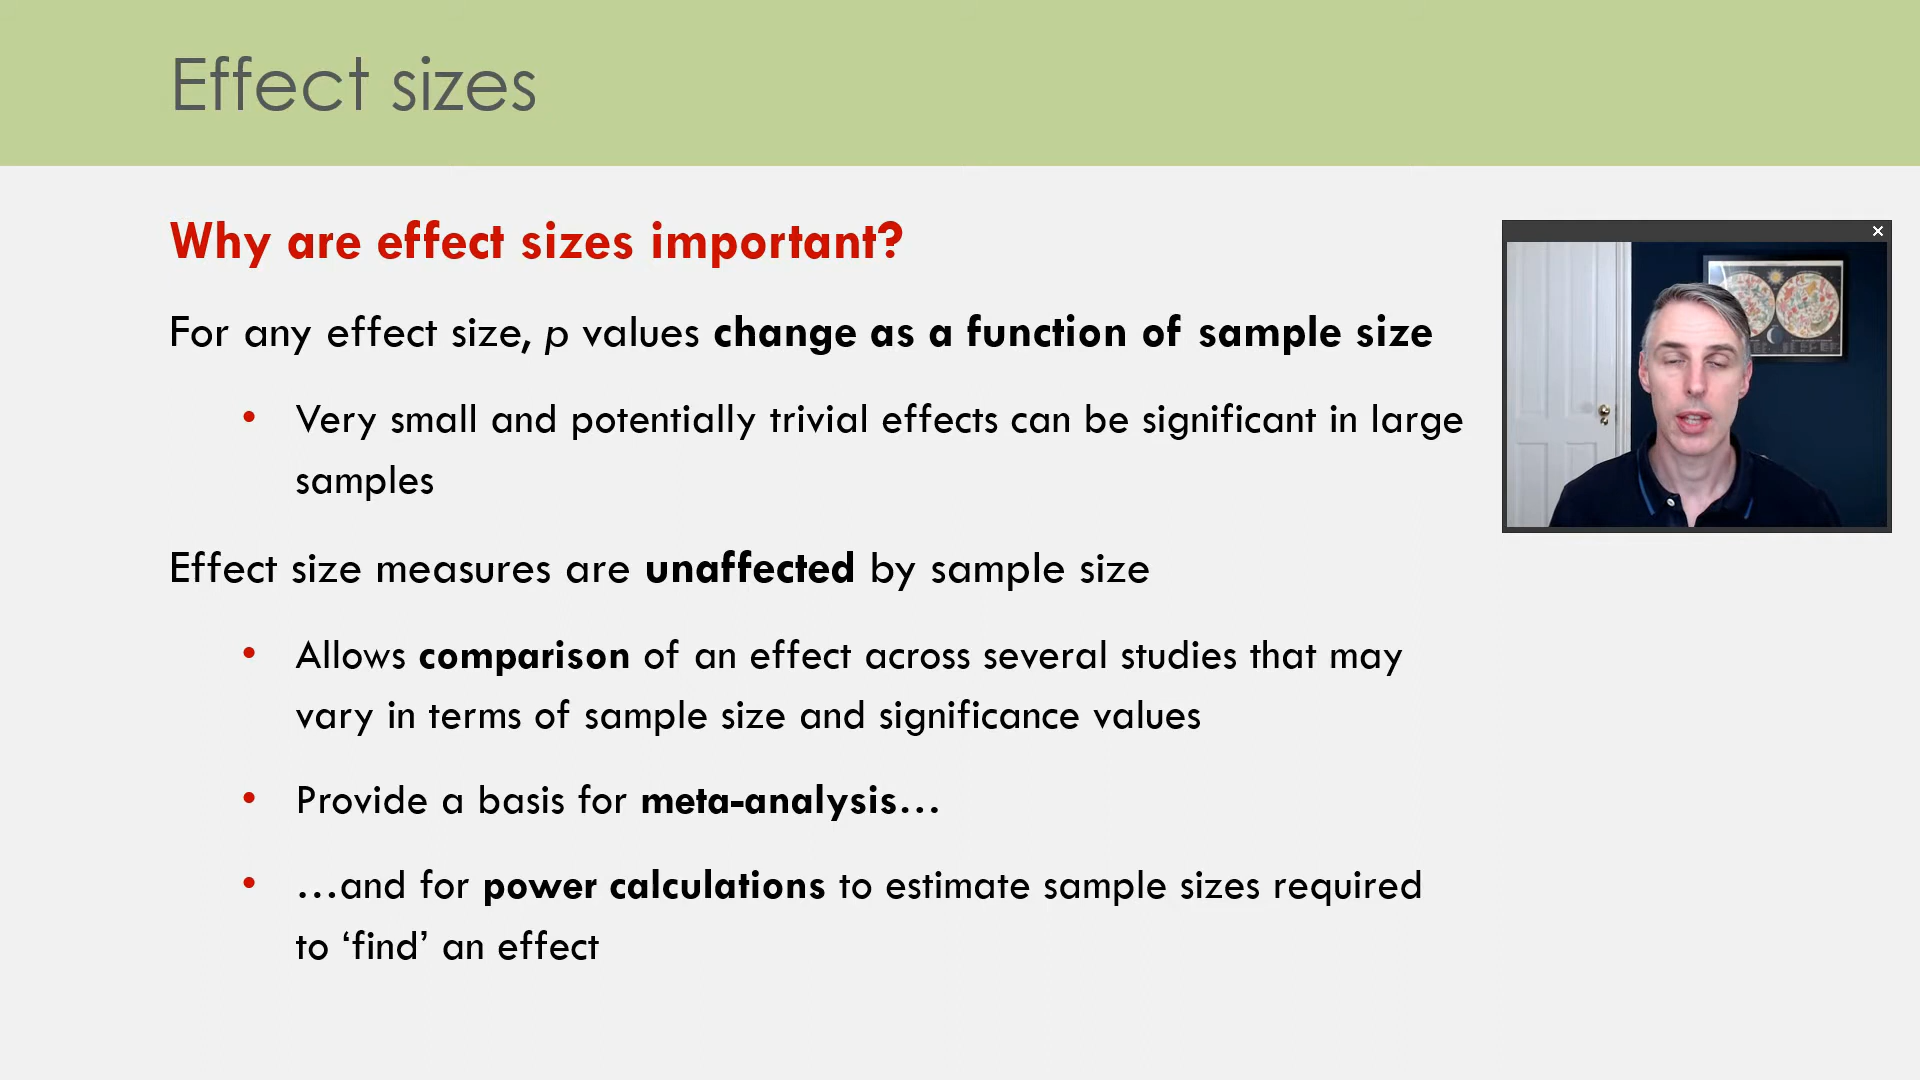 Effect sizes
Why are effect sizes important?
For any effect size, p values change as a function of sample size
• Very small and potentially trivial effects can be significant in large
samples
Effect size measures are unaffected by sample size
• Allows comparison of an effect across several studies that may
vary in terms of sample size and significance values
• Provide a basis for meta-analysis…
• …and for power calculations to estimate sample sizes required
to ‘find’ an effect